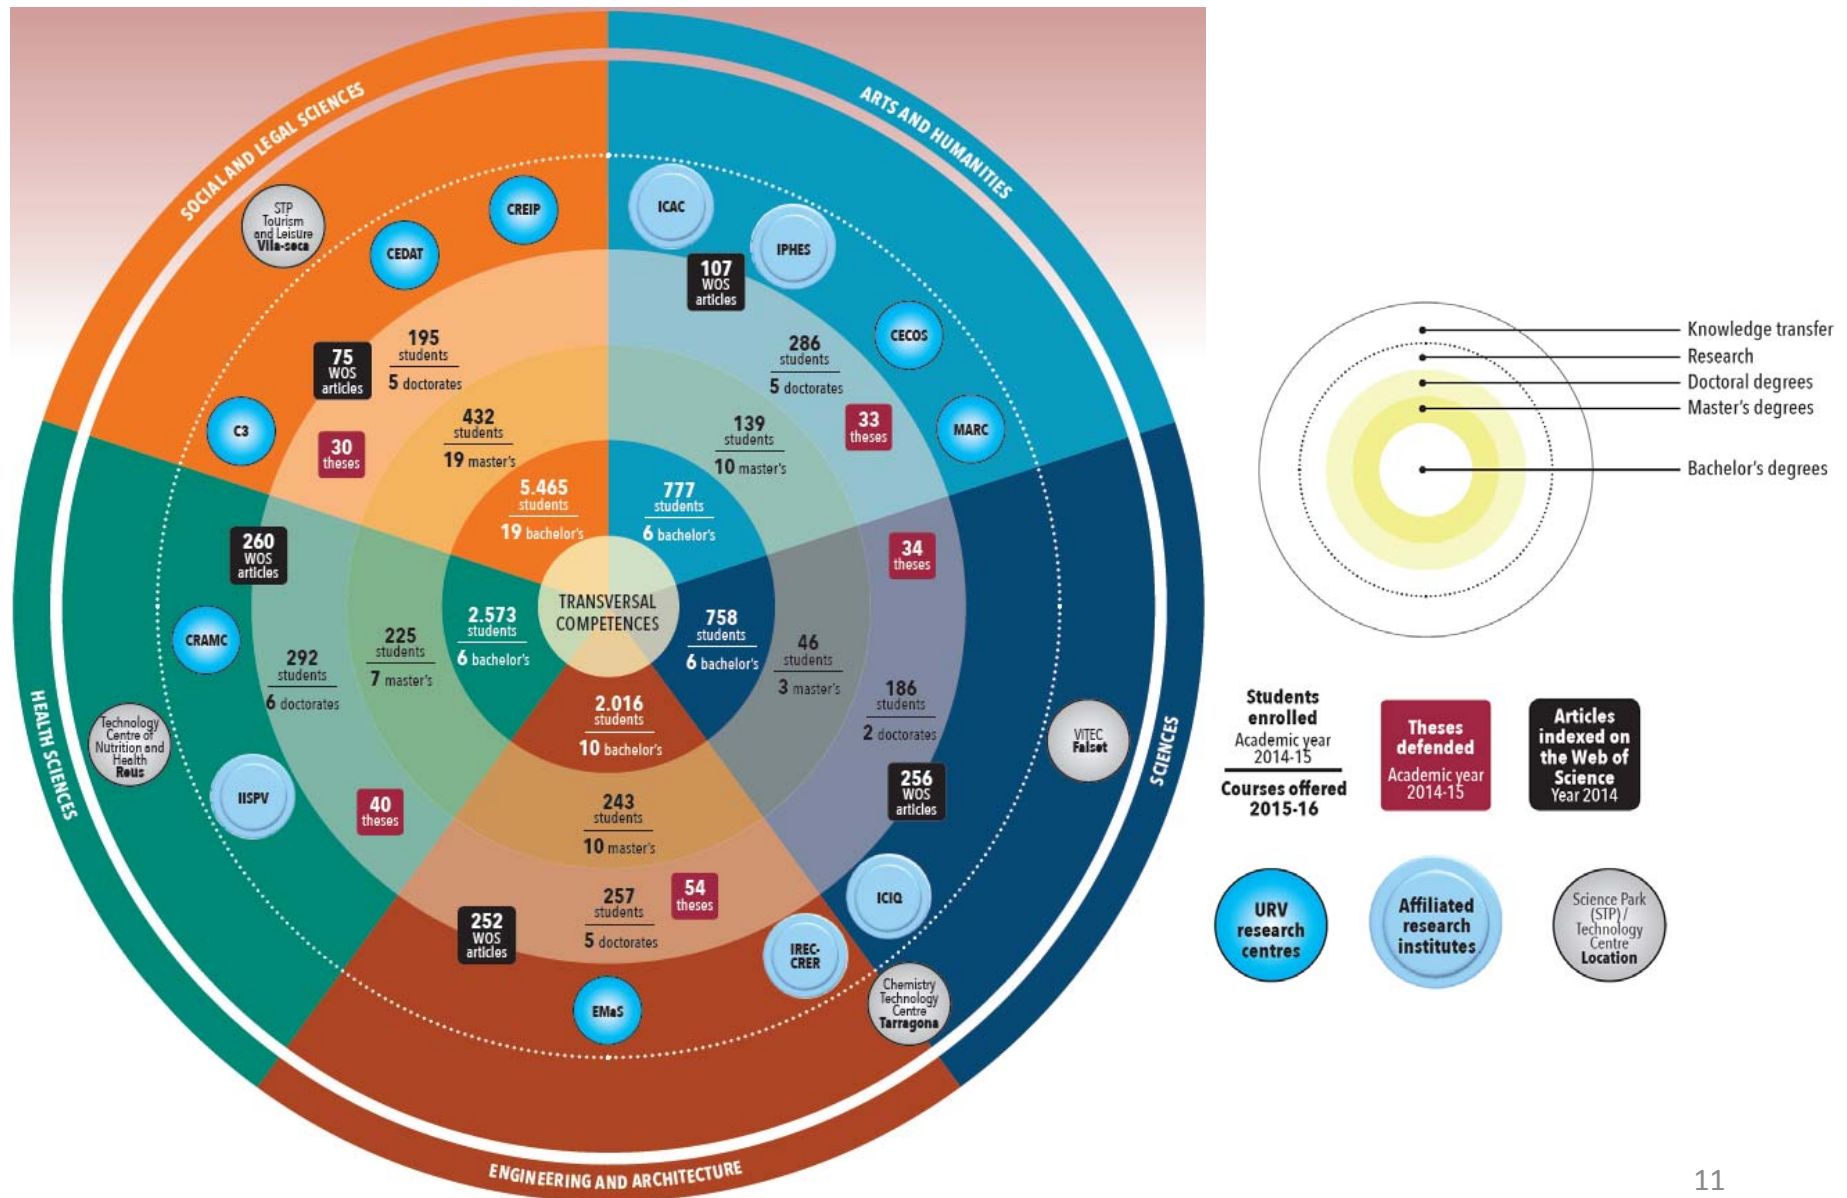 SOCIAL AND LEGAL SCIENCES
ARTS AND HUMANITIES
SCIENCES
ENGINEERING AND ARCHITECTURE
HEALTH SCIENCES
STP
Tourism
and Leisure
Vila-seca
CEDAT
CREIP
C3
75
WOS
articles
195
students
5 doctorates
30
theses
432
students
19 master's
5.465
students
19 bachelor's
ICAC
IPHES
107
WOS
articles
CECOS
MARC
286
students
5 doctorates
33
theses
139
students
10 master's
777
students
6 bachelor's
34
theses
758
students
6 bachelor's
46
students
3 master's
186
students
2 doctorates
256
WOS
articles
VITEC
Falset
ICIQ
IREC-
CRER
Chemistry
Technology
Centre
Tarragona
2.016
students
10 bachelor's
243
students
10 master's
257
students
5 doctorates
54
theses
252
WOS
articles
EMaS
260
WOS
articles
CRAMC
2.573
students
6 bachelor's
225
students
7 master's
292
students
6 doctorates
40
theses
Technology
Centre of
Nutrition and
Health
Reus
IISPV
TRANSVERSAL
COMPETENCES
Knowledge transfer
Research
Doctoral degrees
Master's degrees
Bachelor's degrees
Students
enrolled
Academic year
2014-15
Courses offered
2015-16
Theses
defended
Academic year
2014-15
Articles
indexed on
the Web of
Science
Year 2014
URV
research
centres
Affiliated
research
institutes
Science Park
(STP) /
Technology
Centre
Location
11